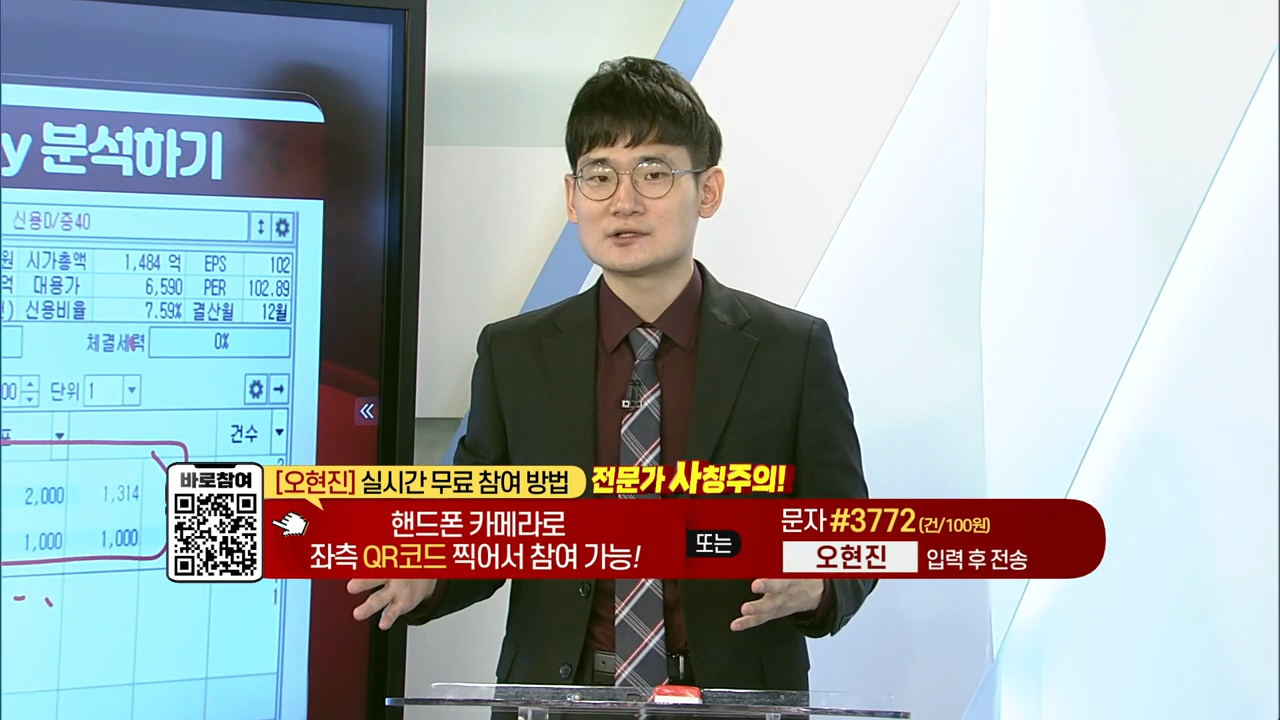 y 분석하기
신용D/증40
원 시가총액 1,484 억 EPS 102
억 대용가 6,590 PER 102.89
) 신용비율 7.59% 결산월 12월
체결세력 0%
00 단위 1
건수
2,000 1,314
1,000 1,000
1
바로참여
[오현진] 실시간 무료 참여 방법 전문가 사칭주의!
핸드폰 카메라로
좌측 QR코드 찍어서 참여 가능!
또는
문자 #3772 (건/100원)
오현진 입력 후 전송